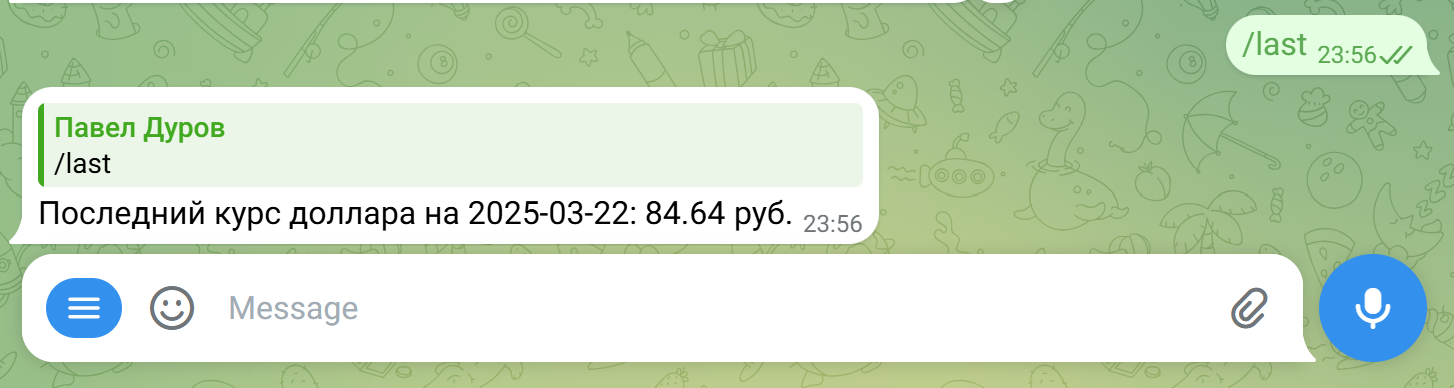 /last 23:56
Павел Дуров
/last
Последний курс доллара на 2025-03-22: 84.64 руб. 23:56
Message